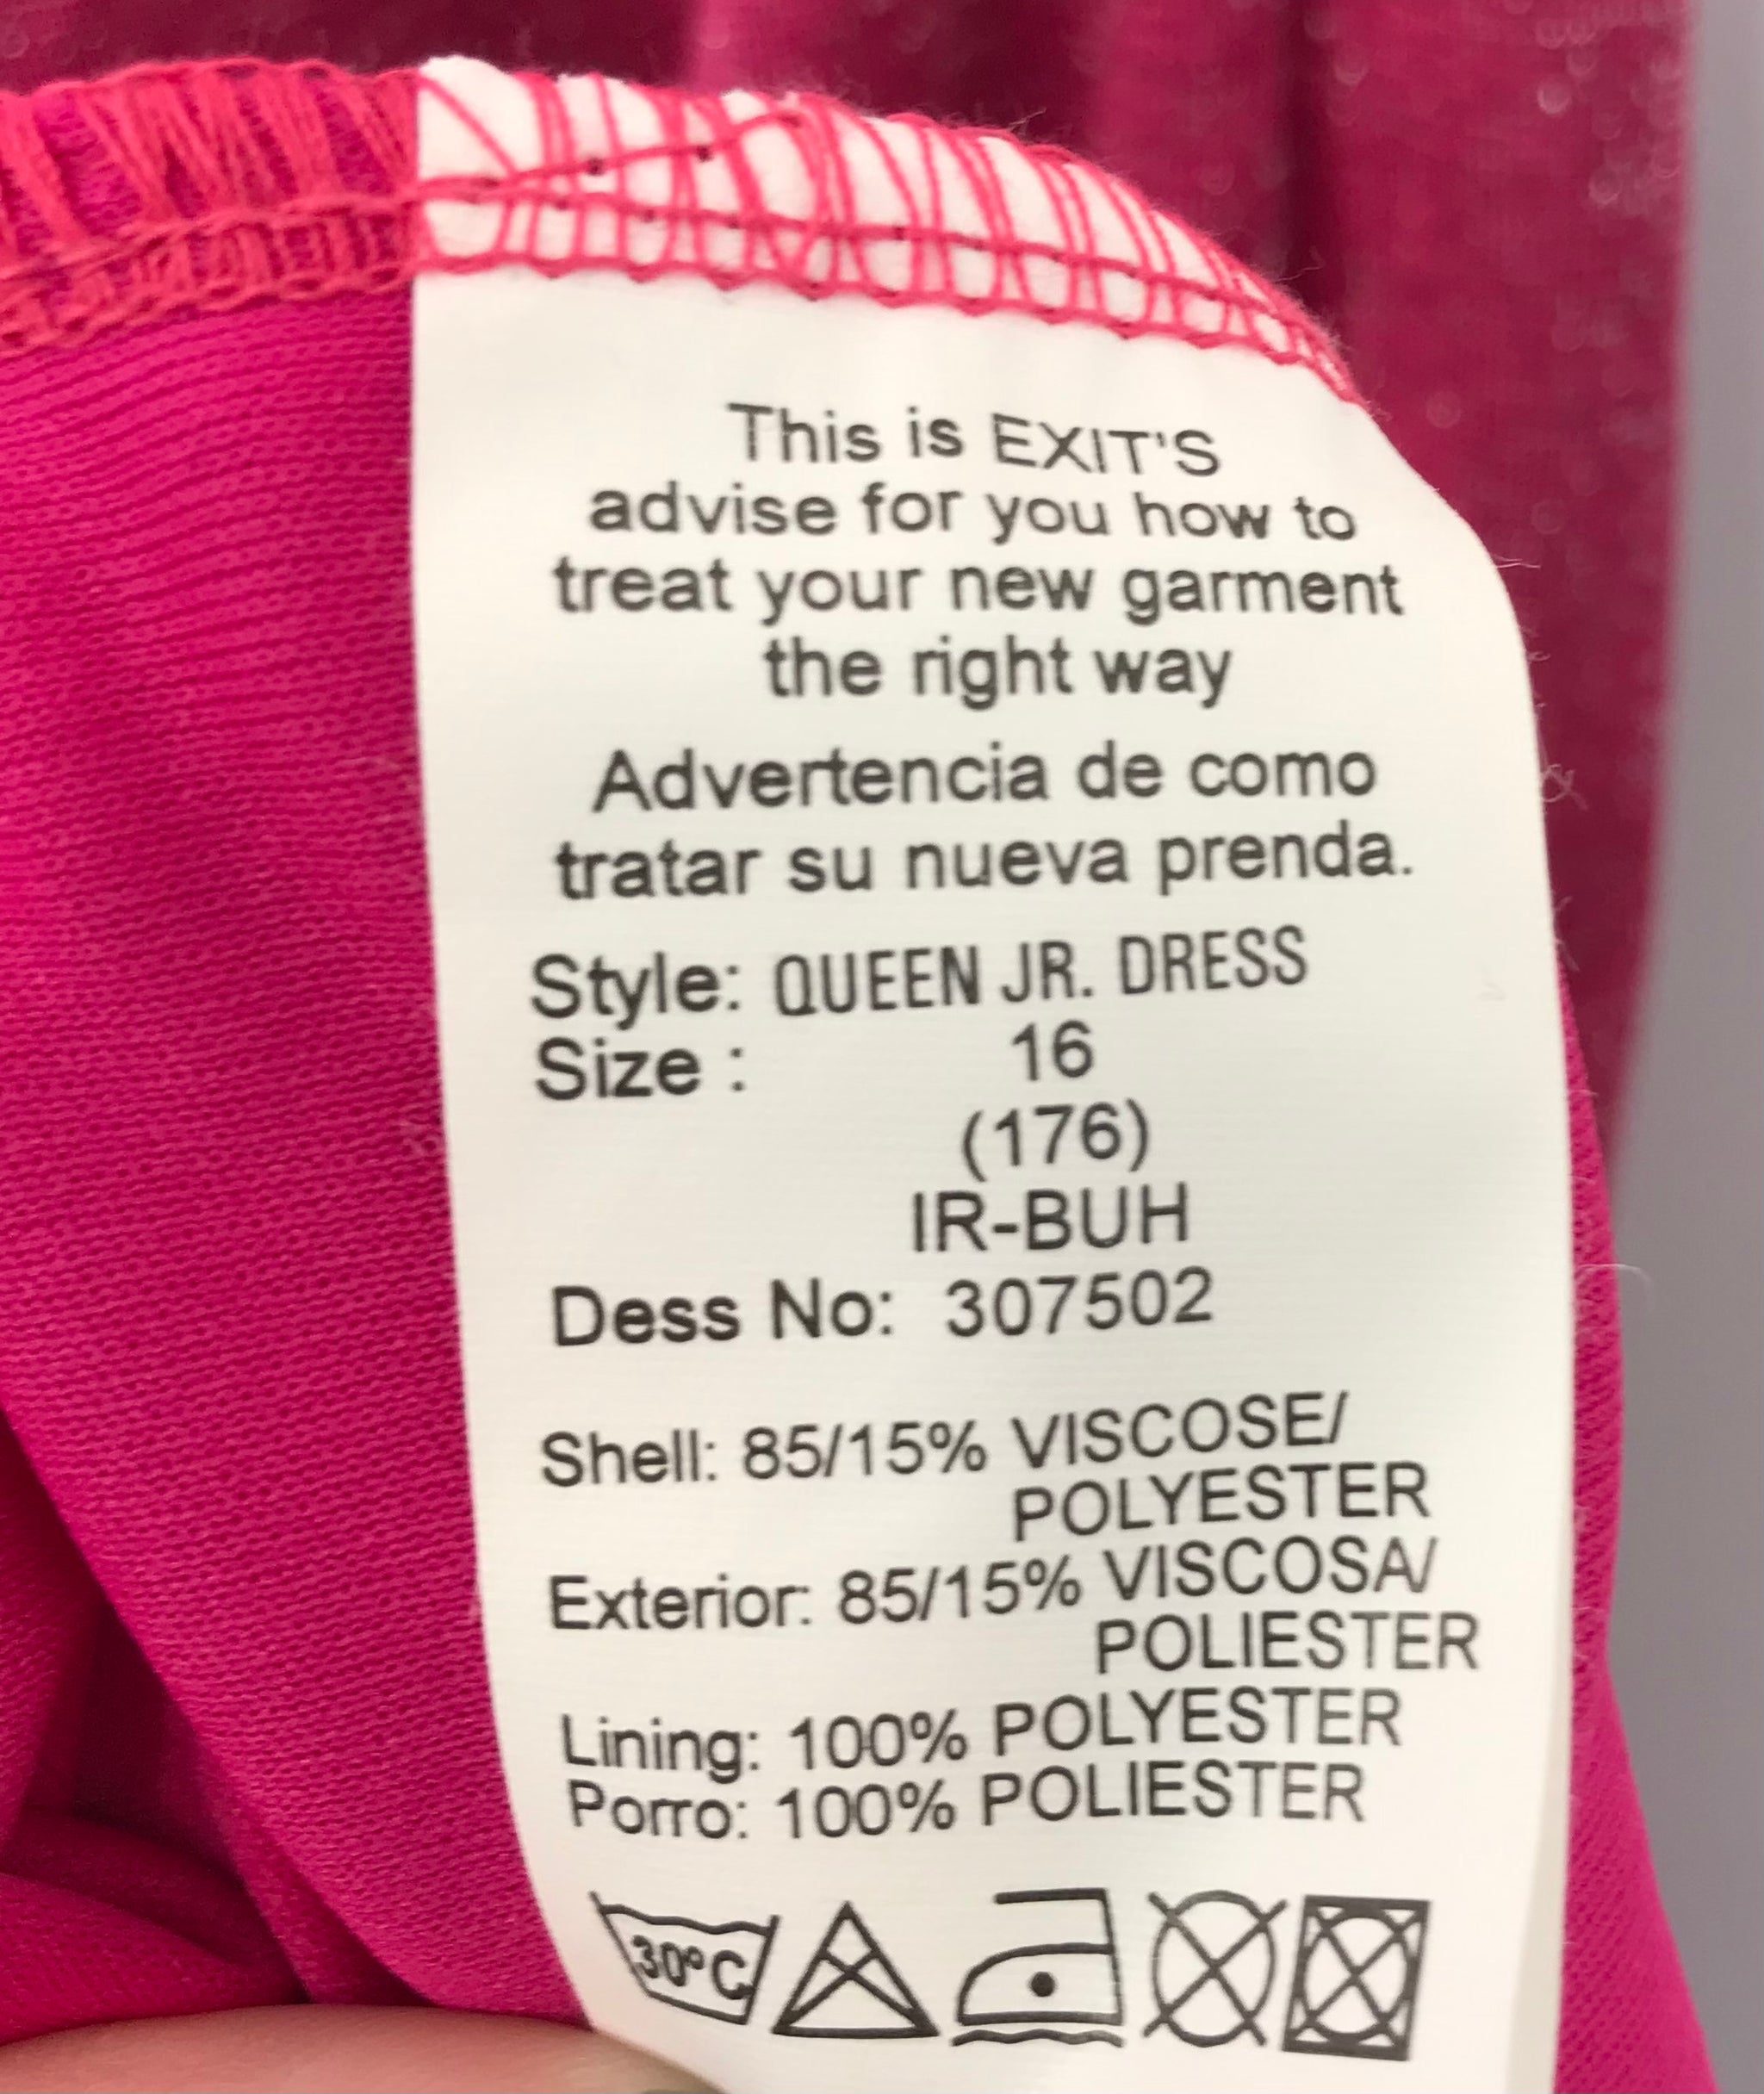 This is EXIT'S
advise for you how to
treat your new garment
the right way
Advertencia de como
tratar su nueva prenda.
Style: QUEEN JR. DRESS
Size : 16
(176)
IR-BUH
Dess No: 307502
Shell: 85/15% VISCOSE/
POLYESTER
Exterior: 85/15% VISCOSA/
POLIESTER
Lining: 100% POLYESTER
Porro: 100% POLIESTER
30°C